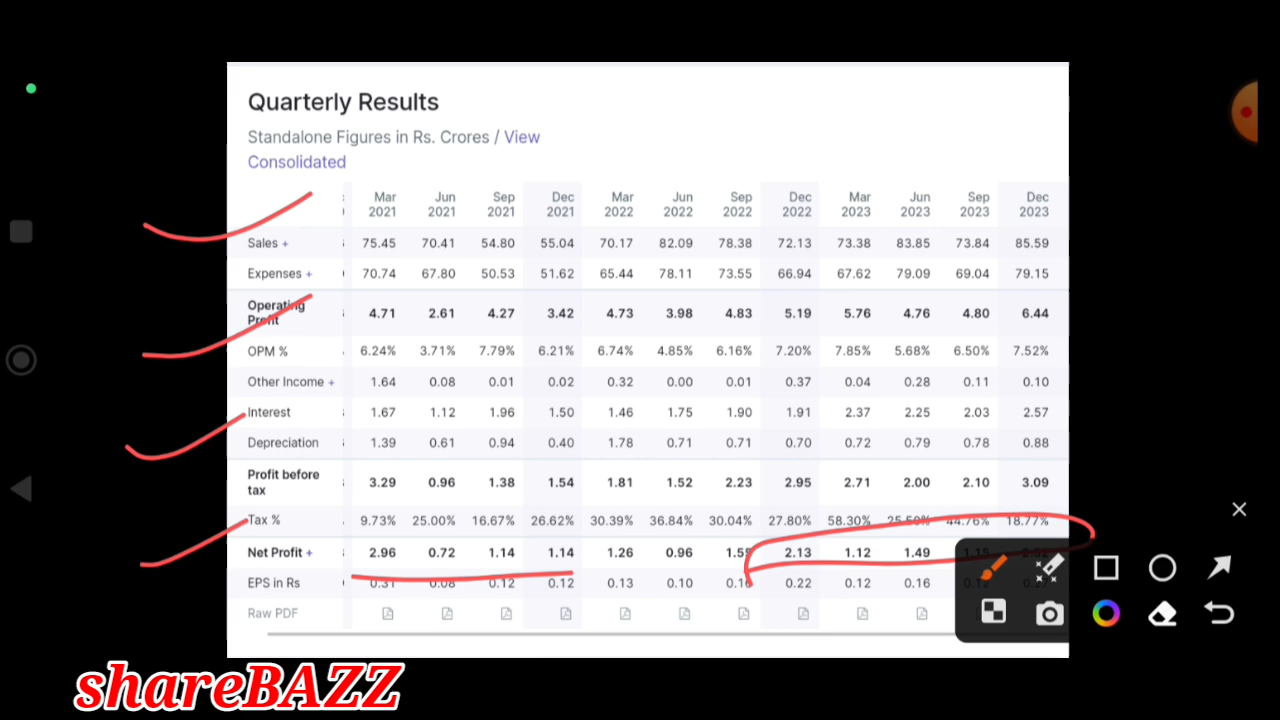 Quarterly Results
Standalone Figures in Rs. Crores / View
Consolidated
Mar 2021 Jun 2021 Sep 2021 Dec 2021 Mar 2022 Jun 2022 Sep 2022 Dec 2022 Mar 2023 Jun 2023 Sep 2023 Dec 2023
Sales + 75.45 70.41 54.80 55.04 70.17 82.09 78.38 72.13 73.38 83.85 73.84 85.59
Expenses + 70.74 67.80 50.53 51.62 65.44 78.11 73.55 66.94 67.62 79.09 69.04 79.15
Operating Profit 4.71 2.61 4.27 3.42 4.73 3.98 4.83 5.19 5.76 4.76 4.80 6.44
OPM % 6.24% 3.71% 7.79% 6.21% 6.74% 4.85% 6.16% 7.20% 7.85% 5.68% 6.50% 7.52%
Other Income + 1.64 0.08 0.01 0.02 0.32 0.00 0.01 0.37 0.04 0.28 0.11 0.10
Interest 1.67 1.12 1.96 1.50 1.46 1.75 1.90 1.91 2.37 2.25 2.03 2.57
Depreciation 1.39 0.61 0.94 0.40 1.78 0.71 0.71 0.70 0.72 0.79 0.78 0.88
Profit before tax 3.29 0.96 1.38 1.54 1.81 1.52 2.23 2.95 2.71 2.00 2.10 3.09
Tax % 9.73% 25.00% 16.67% 26.62% 30.39% 36.84% 30.04% 27.80% 58.30% 44.76% 18.77%
Net Profit + 2.96 0.72 1.14 1.14 1.26 0.96 2.13 1.12 1.49
EPS in Rs 0.31 0.08 0.12 0.12 0.13 0.10 0.16 0.22 0.12 0.16
Raw PDF
shareBAZZ